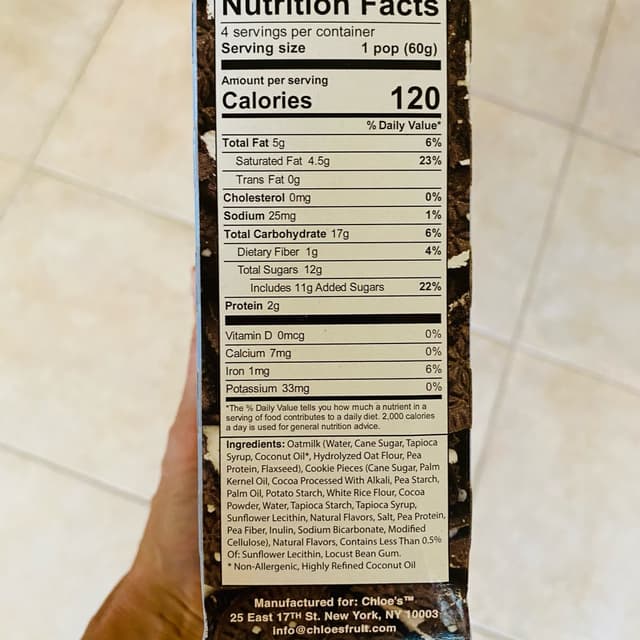 Nutrition Facts
4 servings per container
Serving size 1 pop (60g)
Amount per serving
Calories 120
% Daily Value*
Total Fat 5g 6%
Saturated Fat 4.5g 23%
Trans Fat 0g
Cholesterol 0mg 0%
Sodium 25mg 1%
Total Carbohydrate 17g 6%
Dietary Fiber 1g 4%
Total Sugars 12g
Includes 11g Added Sugars 22%
Protein 2g
Vitamin D 0mcg 0%
Calcium 7mg 0%
Iron 1mg 6%
Potassium 33mg 0%
*The % Daily Value tells you how much a nutrient in a
serving of food contributes to a daily diet. 2,000 calories
a day is used for general nutrition advice.
Ingredients: Oatmilk (Water, Cane Sugar, Tapioca
Syrup, Coconut Oil*, Hydrolyzed Oat Flour, Pea
Protein, Flaxseed), Cookie Pieces (Cane Sugar, Palm
Kernel Oil, Cocoa Processed With Alkali, Pea Starch,
Palm Oil, Potato Starch, White Rice Flour, Cocoa
Powder, Water, Tapioca Starch, Tapioca Syrup,
Sunflower Lecithin, Natural Flavors, Salt, Pea Protein,
Pea Fiber, Inulin, Sodium Bicarbonate, Modified
Cellulose), Natural Flavors, Contains Less Than 0.5%
Of: Sunflower Lecithin, Locust Bean Gum.
* Non-Allergenic, Highly Refined Coconut Oil
Manufactured for: Chloe's™
25 East 17TH St. New York, NY 10003
info@chloesfruit.com